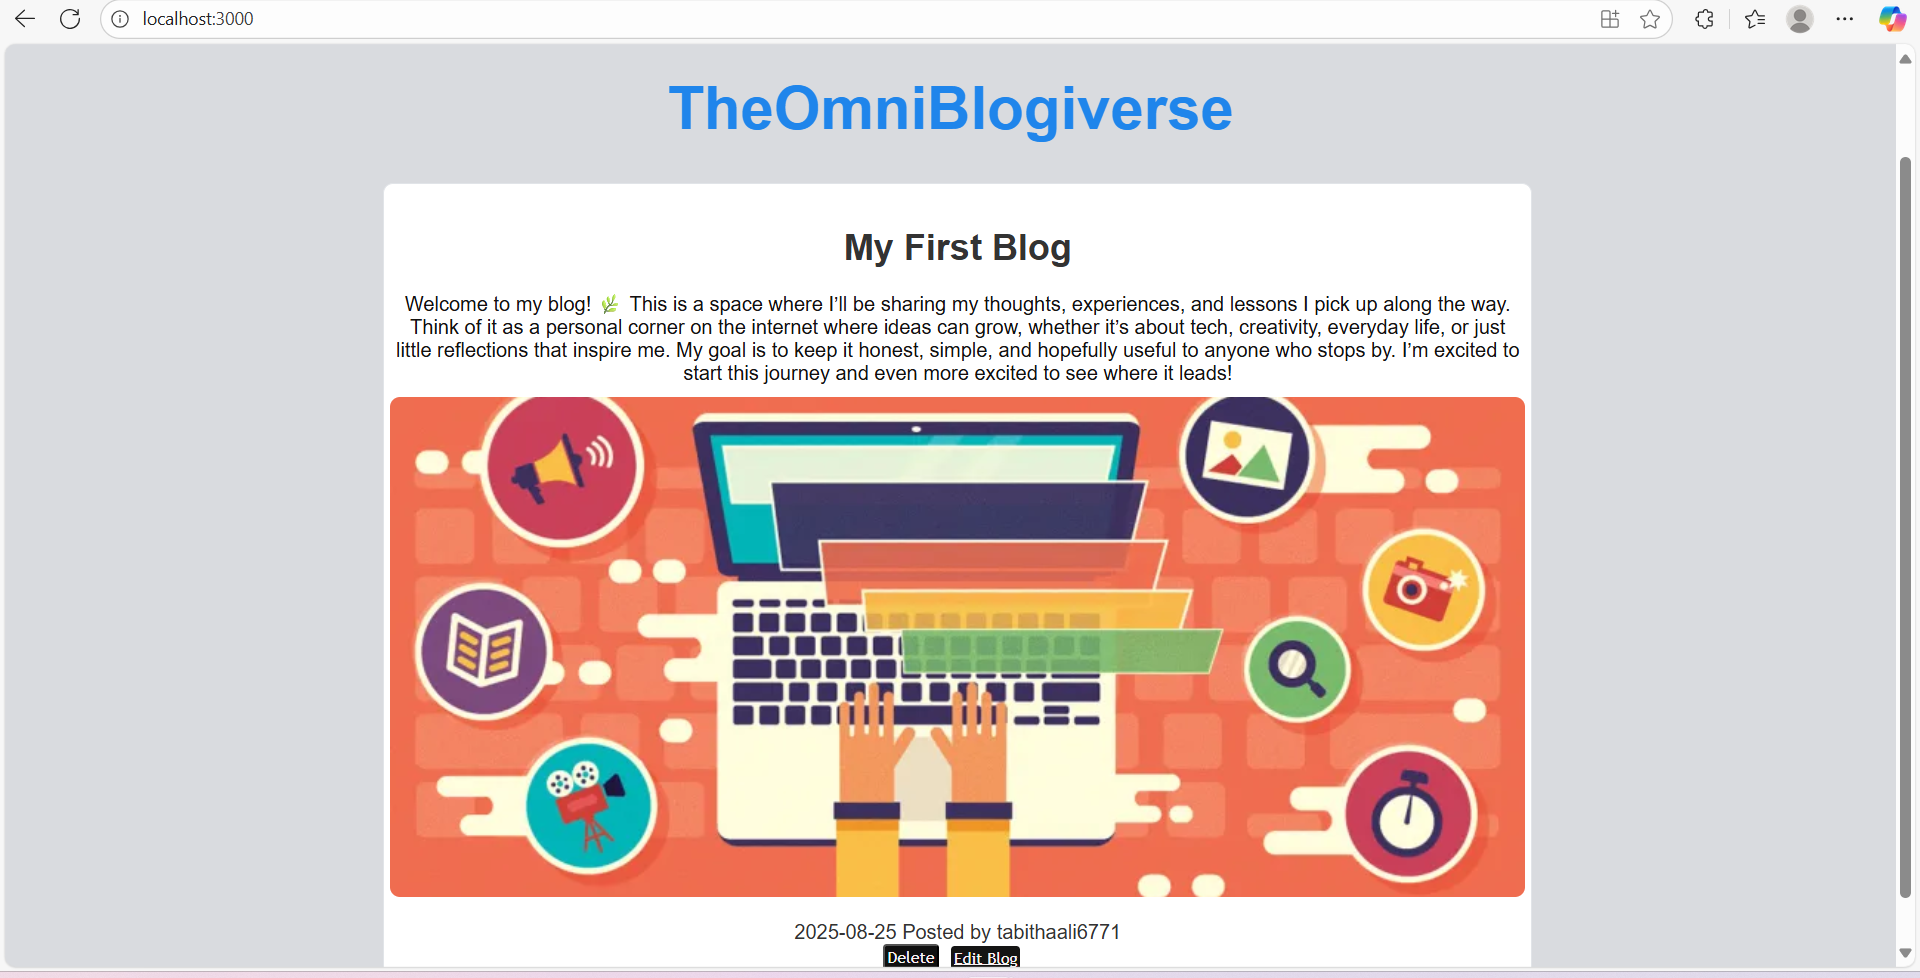 localhost:3000
TheOmniBlogiverse
My First Blog
Welcome to my blog! 🌿 This is a space where I’ll be sharing my thoughts, experiences, and lessons I pick up along the way.
Think of it as a personal corner on the internet where ideas can grow, whether it’s about tech, creativity, everyday life, or just
little reflections that inspire me. My goal is to keep it honest, simple, and hopefully useful to anyone who stops by. I’m excited to
start this journey and even more excited to see where it leads!
2025-08-25 Posted by tabithaali6771
Delete Edit Blog